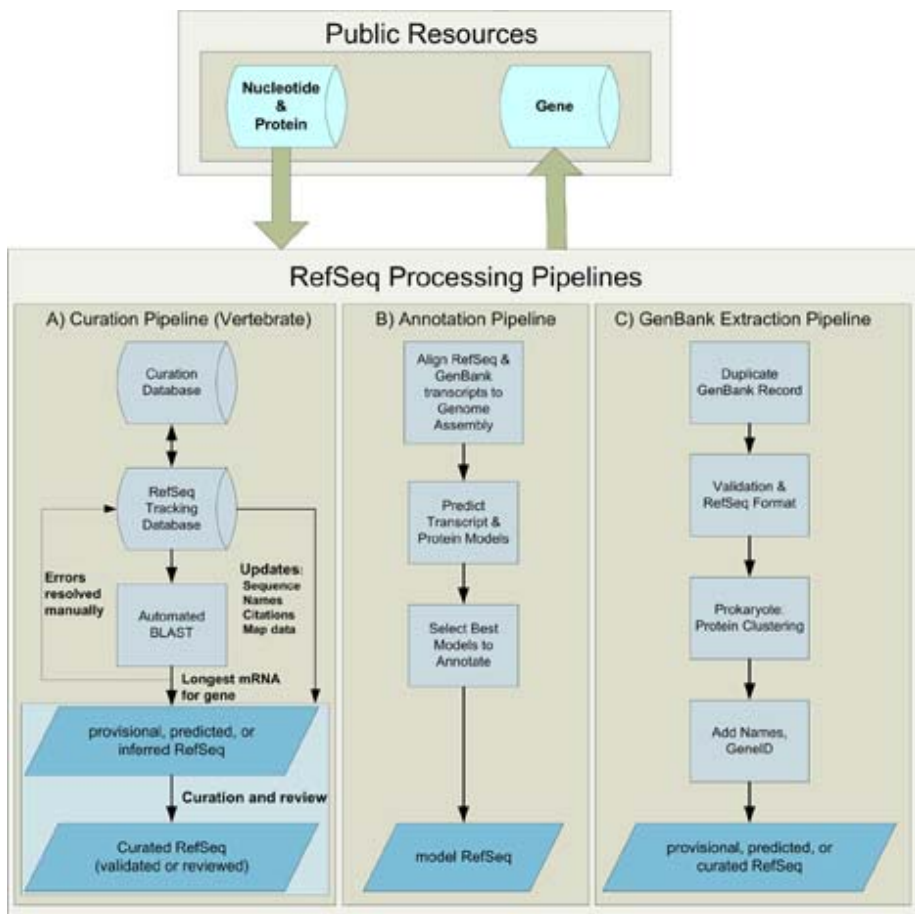 Public Resources
Nucleotide
&
Protein
Gene
RefSeq Processing Pipelines
A) Curation Pipeline (Vertebrate)
Curation
Database
RefSeq
Tracking
Database
Errors
resolved
manually
Updates:
Sequence
Names
Citations
Map data
Automated
BLAST
Longest mRNA
for gene
provisional, predicted, or
inferred RefSeq
Curation and review
Curated RefSeq
(validated or reviewed)
B) Annotation Pipeline
Align RefSeq &
GenBank
transcripts to
Genome
Assembly
Predict
Transcript &
Protein Models
Select Best
Models to
Annotate
model RefSeq
C) GenBank Extraction Pipeline
Duplicate
GenBank Record
Validation &
RefSeq Format
Prokaryote:
Protein Clustering
Add Names,
GeneID
provisional, predicted, or
curated RefSeq